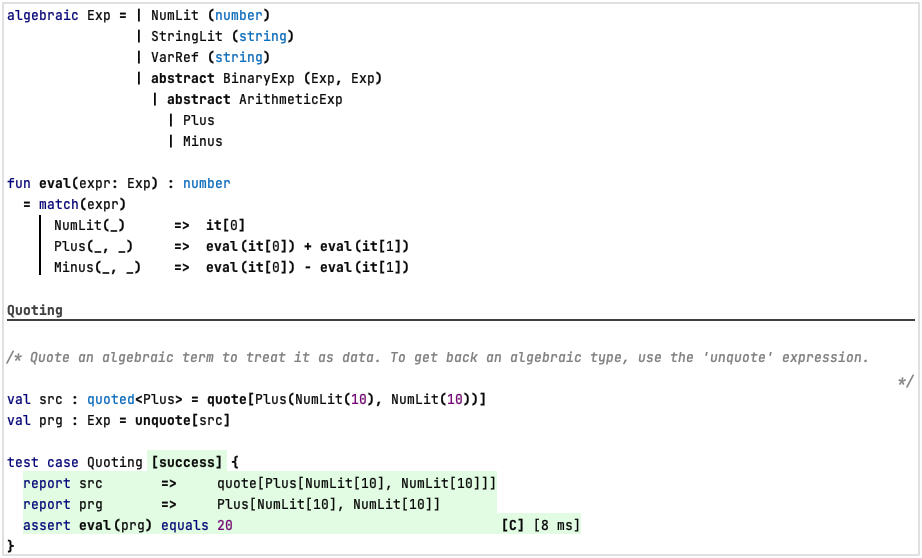 algebraic Exp = | NumLit (number)
| StringLit (string)
| VarRef (string)
| abstract BinaryExp (Exp, Exp)
| abstract ArithmeticExp
| Plus
| Minus
fun eval(expr: Exp) : number
= match(expr)
NumLit(_) => it[0]
Plus(_, _) => eval(it[0]) + eval(it[1])
Minus(_, _) => eval(it[0]) - eval(it[1])
Quoting
/* Quote an algebraic term to treat it as data. To get back an algebraic type, use the 'unquote' expression.
*/
val src : quoted<Plus> = quote[Plus(NumLit(10), NumLit(10))]
val prg : Exp = unquote[src]
test case Quoting [success] {
report src => quote[Plus[NumLit[10], NumLit[10]]]
report prg => Plus[NumLit[10], NumLit[10]]
assert eval(prg) equals 20 [C] [8 ms]
}